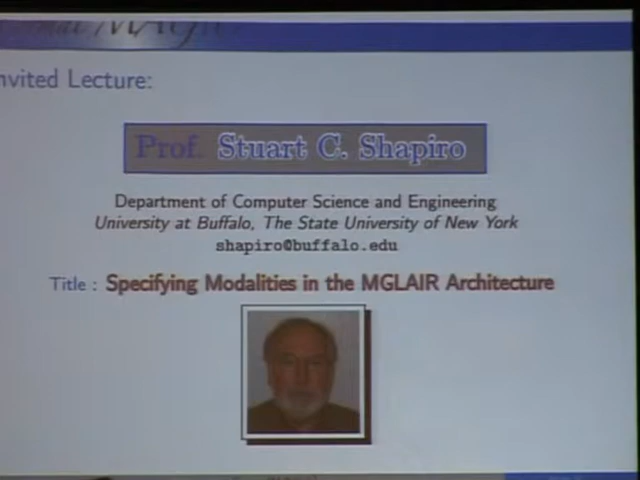 nvited Lecture:
Prof. Stuart C. Shapiro
Department of Computer Science and Engineering
University at Buffalo, The State University of New York
shapiro@buffalo.edu
Title : Specifying Modalities in the MGLAIR Architecture